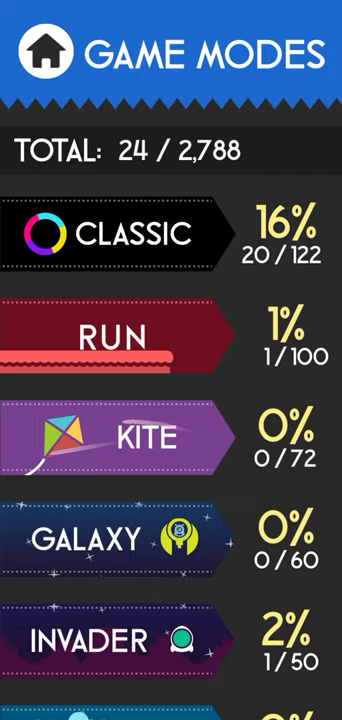 GAME MODES
TOTAL: 24 / 2,788
CLASSIC
16%
20/122
RUN
1%
1/100
KITE
0%
0/72
GALAXY
0%
0/60
INVADER
2%
1/50